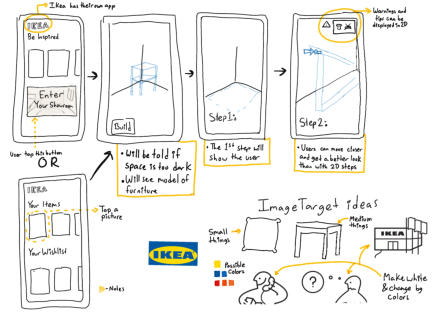 Ikea has their own app
IKEA
Be Inspired
Enter
Your Showroom
User tap this button
OR
Build
• Will be told if
space is too dark
• Will see model of
furniture
Step 1:
• The 1st step will
show the user
Warnings and
tips can be
displayed in 2D
Step 2:
• Users can move closer
and get a better look
than with 2D steps
IKEA
Your Items
Your Wishlist
Tap a
picture
-Notes
ImageTarget ideas
Small
things
Medium
things
IKEA
IKEA
Possible
Colors
?
Make white
& change by
colors